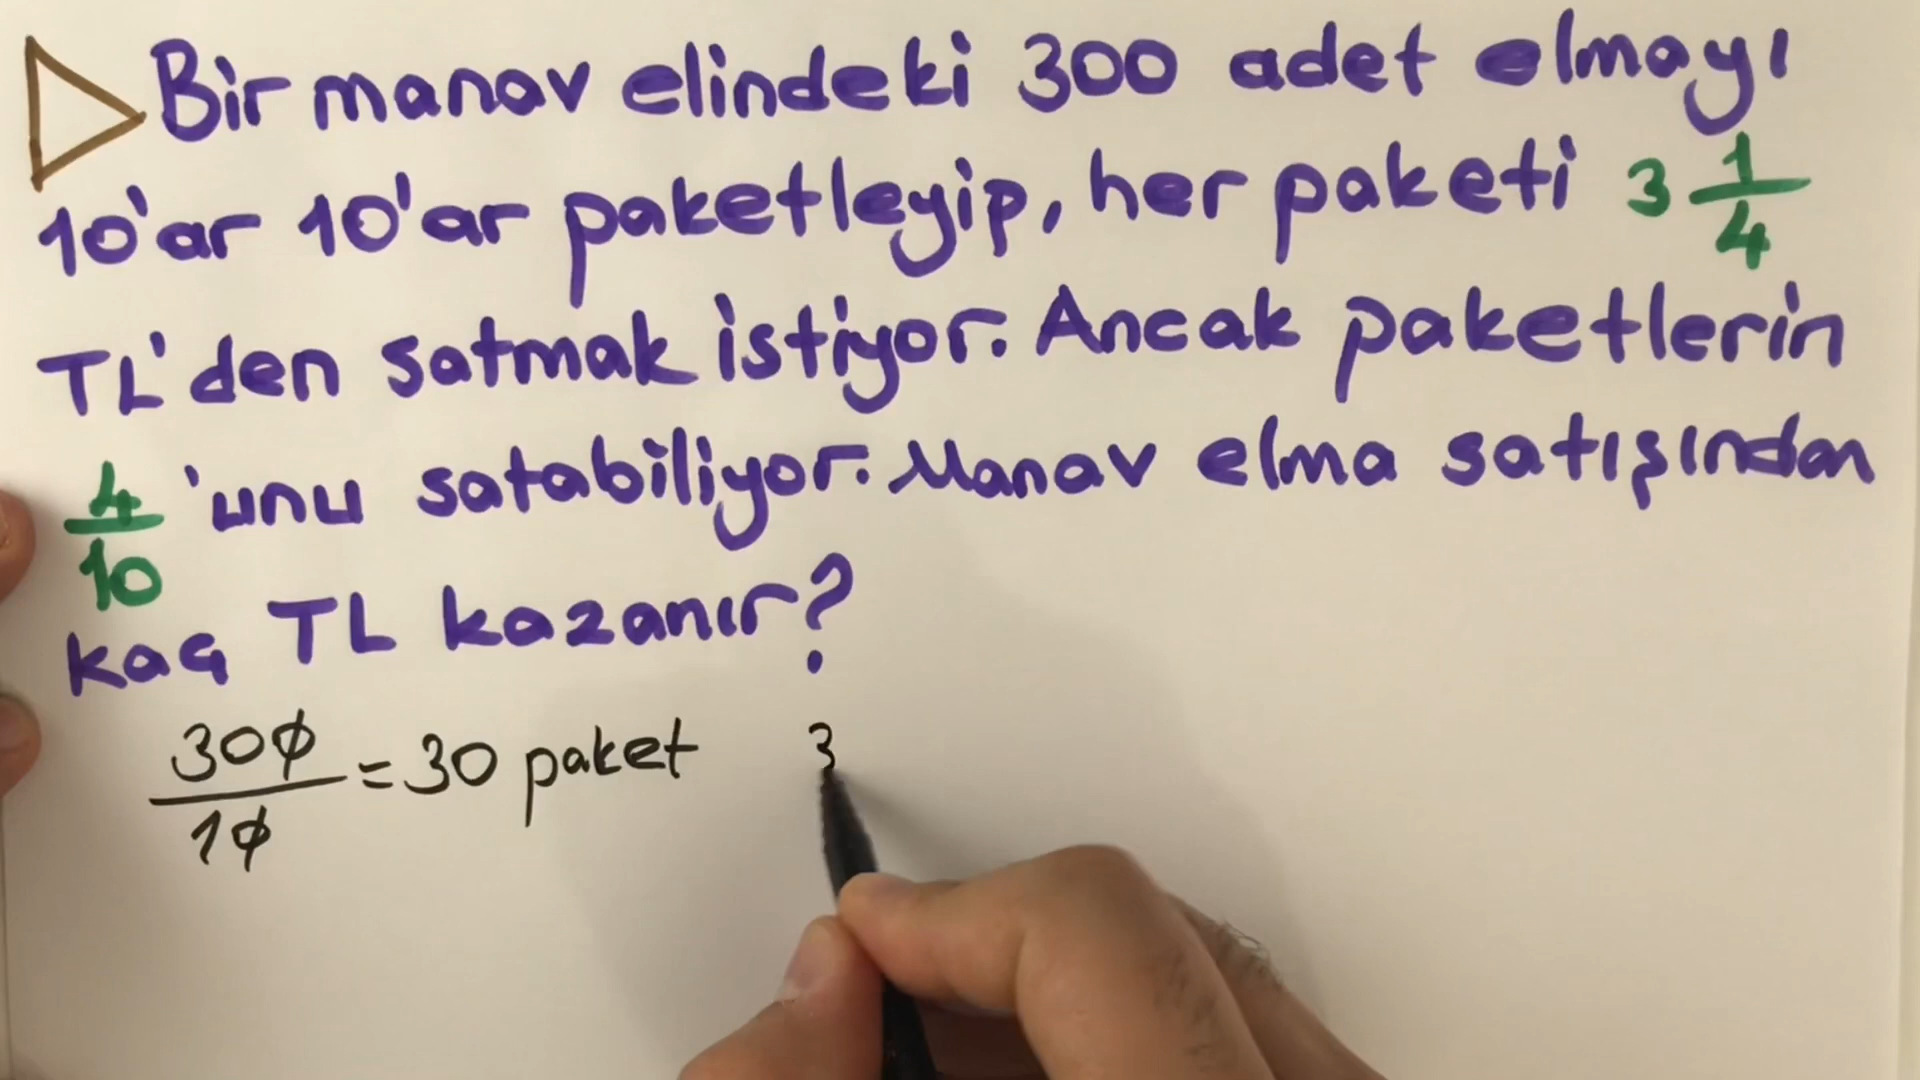 Bir manav elindeki 300 adet elmayı
10'ar 10'ar paketleyip, her paketi 3 1/4
TL'den satmak istiyor. Ancak paketlerin
4/10 'unu satabiliyor. Manav elma satışından
kaç TL kazanır?
300/10 = 30 paket 3